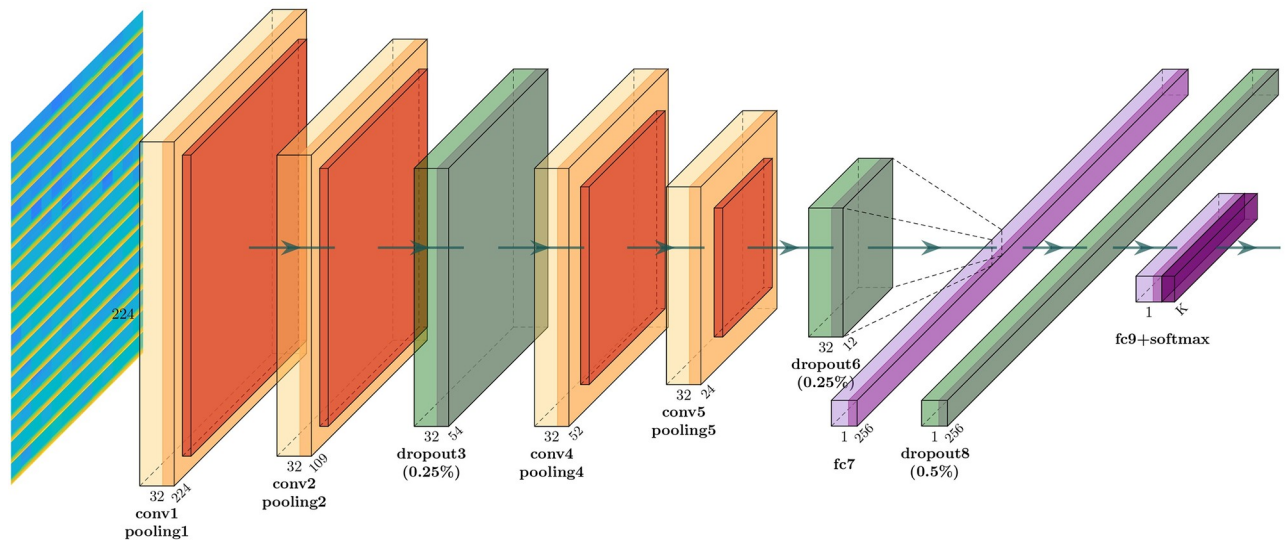 224
32 224
conv1
pooling1
32 109
conv2
pooling2
32 54
dropout3
(0.25%)
32 52
conv4
pooling4
32 24
conv5
pooling5
32 12
dropout6
(0.25%)
1 256
fc7
1 256
dropout8
(0.5%)
1 K
fc9+softmax